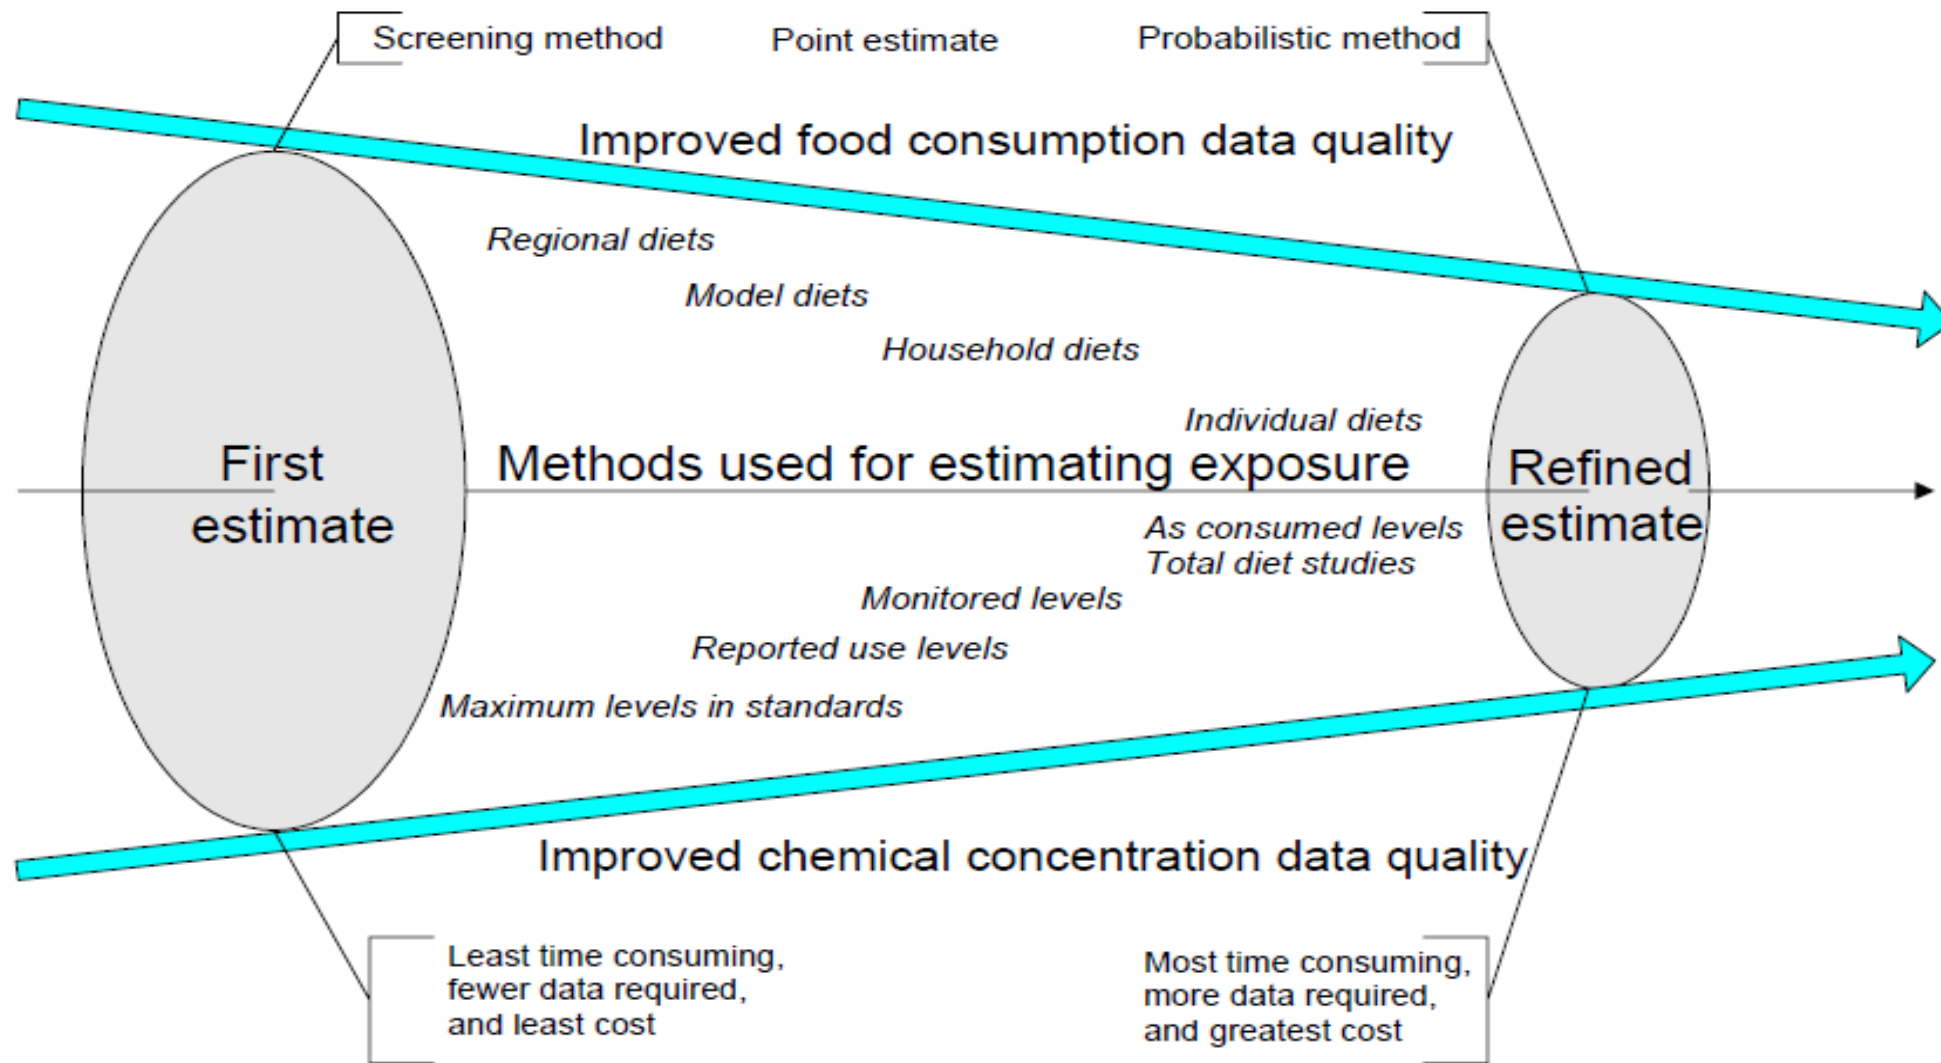 Screening method
Point estimate
Probabilistic method
Improved food consumption data quality
Regional diets
Model diets
Household diets
Individual diets
First
estimate
Methods used for estimating exposure
Refined
estimate
As consumed levels
Total diet studies
Monitored levels
Reported use levels
Maximum levels in standards
Improved chemical concentration data quality
Least time consuming,
fewer data required,
and least cost
Most time consuming,
more data required,
and greatest cost